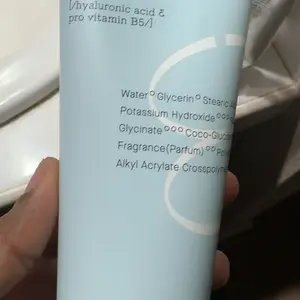 [/hyaluronic acid &
pro vitamin B5/]
Water° Glycerin° Stearic
Potassium Hydroxide°°
Glycinate°°° Coco-Gluco
Fragrance(Parfum)°°
Alkyl Acrylate Crosspolym